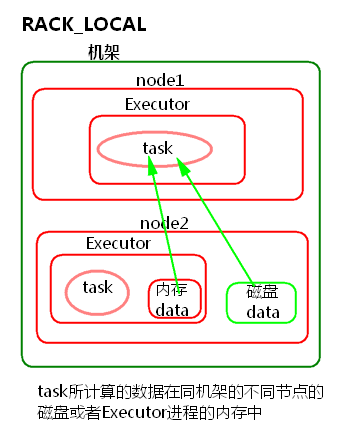 RACK_LOCAL
机架
node1
Executor
task
node2
Executor
task
内存
data
磁盘
data
task所计算的数据在同机架的不同节点的
磁盘或者Executor进程的内存中